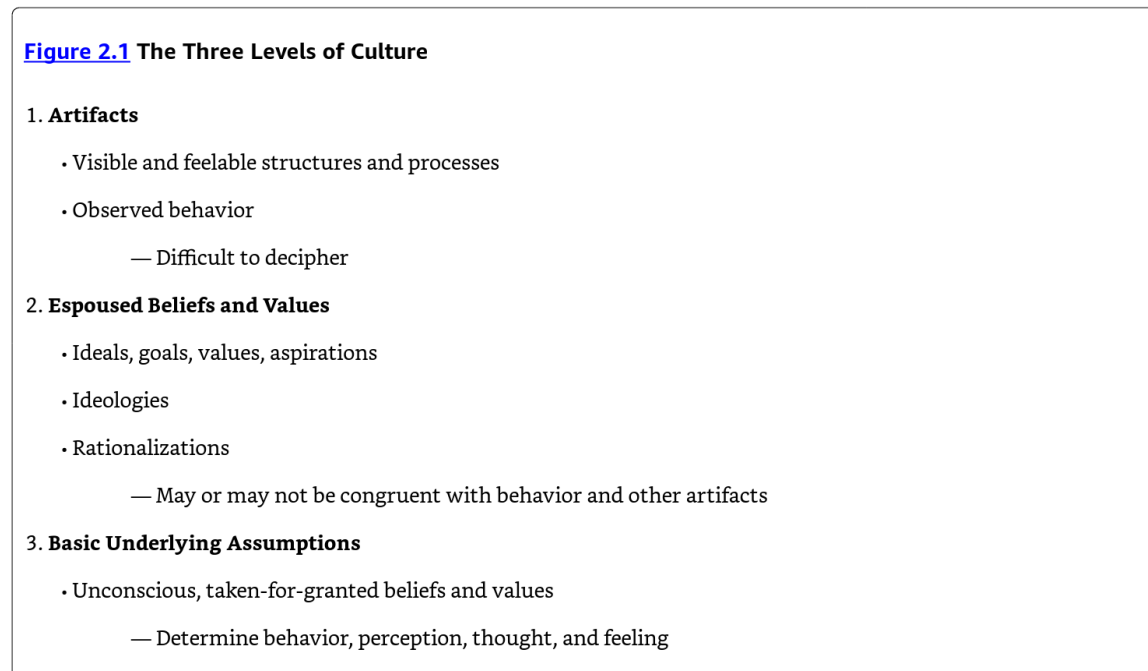 Figure 2.1 The Three Levels of Culture
1. Artifacts
• Visible and feelable structures and processes
• Observed behavior
— Difficult to decipher
2. Espoused Beliefs and Values
• Ideals, goals, values, aspirations
• Ideologies
• Rationalizations
— May or may not be congruent with behavior and other artifacts
3. Basic Underlying Assumptions
• Unconscious, taken-for-granted beliefs and values
— Determine behavior, perception, thought, and feeling